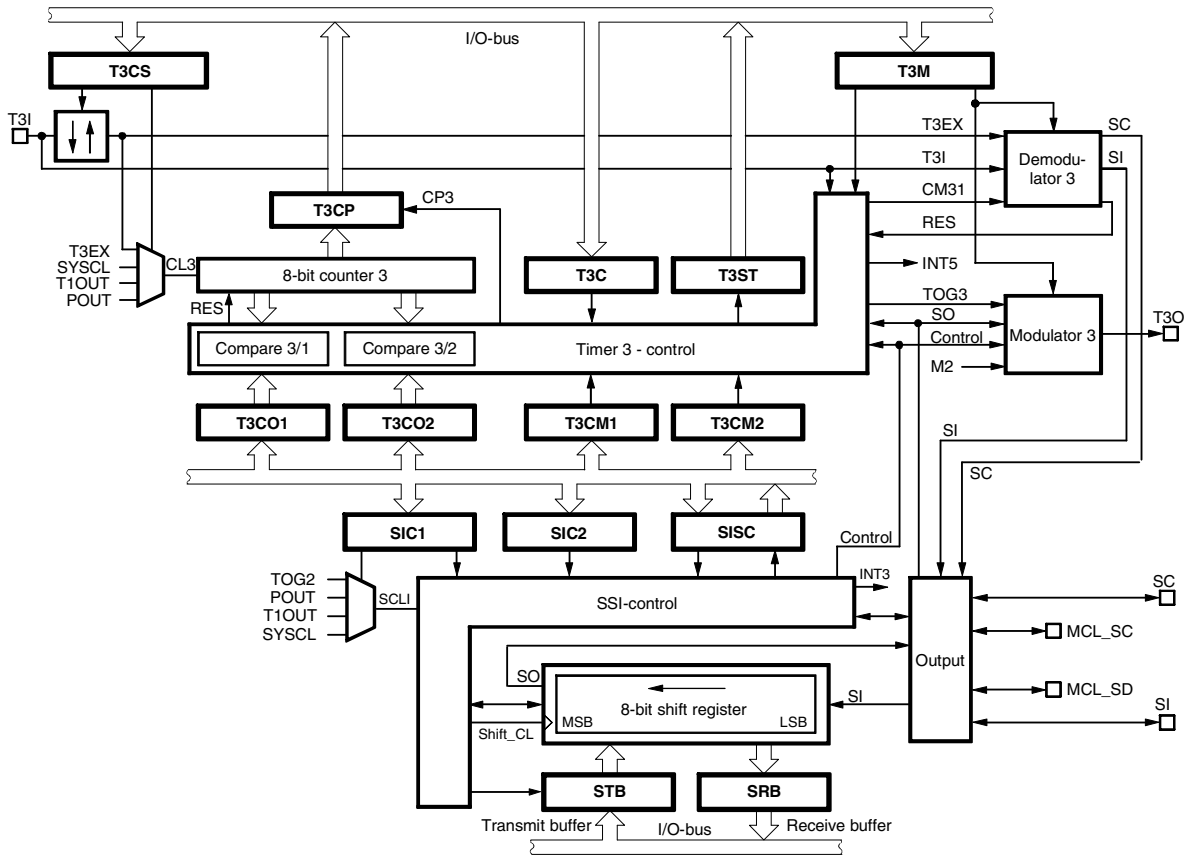 I/O-bus
T3CS
T3M
T3I
T3EX
SC
T3I
SI
Demodu-
lator 3
CM31
RES
T3CP
CP3
T3EX
SYSCL
T1OUT
POUT
CL3
8-bit counter 3
RES
T3C
T3ST
INT5
TOG3
SO
Control
M2
Modulator 3
T3O
Compare 3/1
Compare 3/2
Timer 3 - control
T3CO1
T3CO2
T3CM1
T3CM2
SI
SC
SIC1
SIC2
SISC
Control
TOG2
POUT
T1OUT
SYSCL
SCLI
SSI-control
INT3
SC
MCL_SC
Output
MCL_SD
SI
SO
8-bit shift register
MSB
LSB
SI
Shift_CL
STB
SRB
Transmit buffer
I/O-bus
Receive buffer